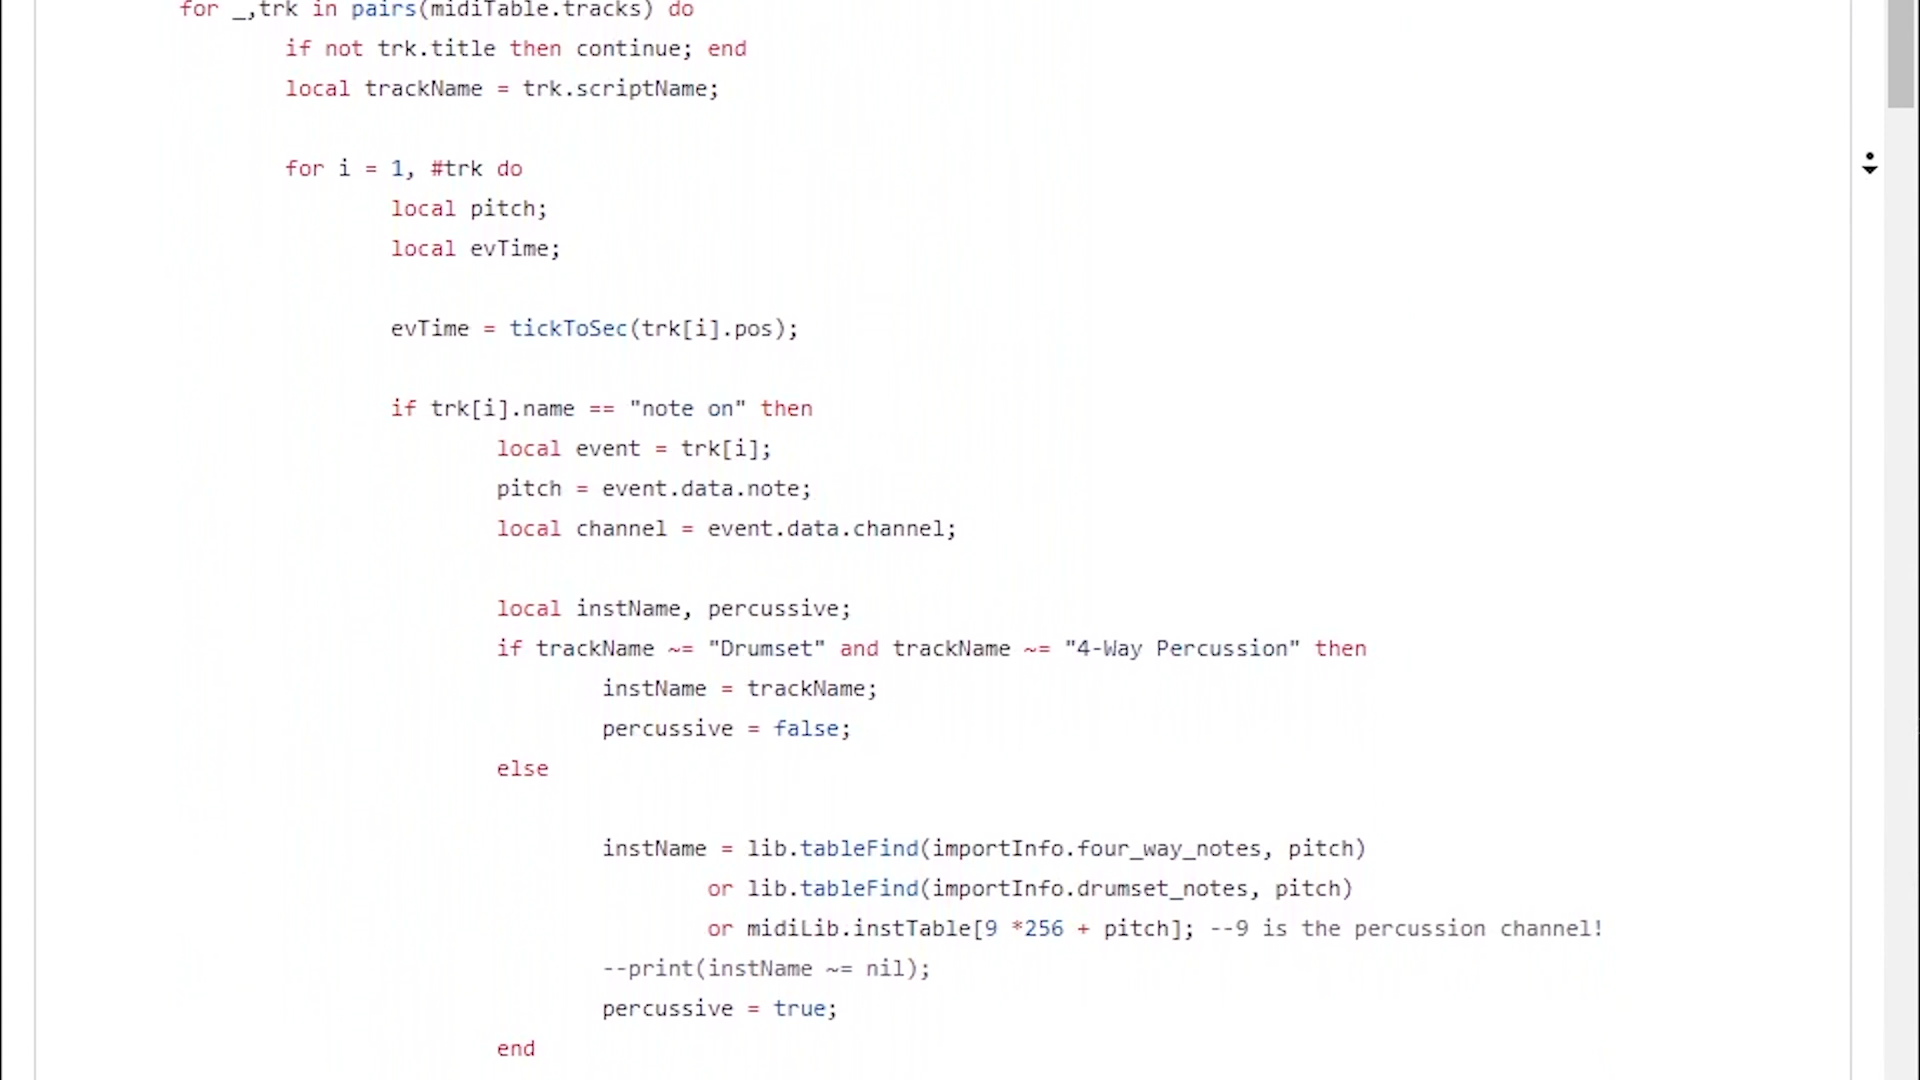 for _,trk in pairs(midiTable.tracks) do
if not trk.title then continue; end
local trackName = trk.scriptName;
for i = 1, #trk do
local pitch;
local evTime;
evTime = tickToSec(trk[i].pos);
if trk[i].name == "note on" then
local event = trk[i];
pitch = event.data.note;
local channel = event.data.channel;
local instName, percussive;
if trackName ~= "Drumset" and trackName ~= "4-Way Percussion" then
instName = trackName;
percussive = false;
else
instName = lib.tableFind(importInfo.four_way_notes, pitch)
or lib.tableFind(importInfo.drumset_notes, pitch)
or midiLib.instTable[9 *256 + pitch]; --9 is the percussion channel!
--print(instName ~= nil);
percussive = true;
end